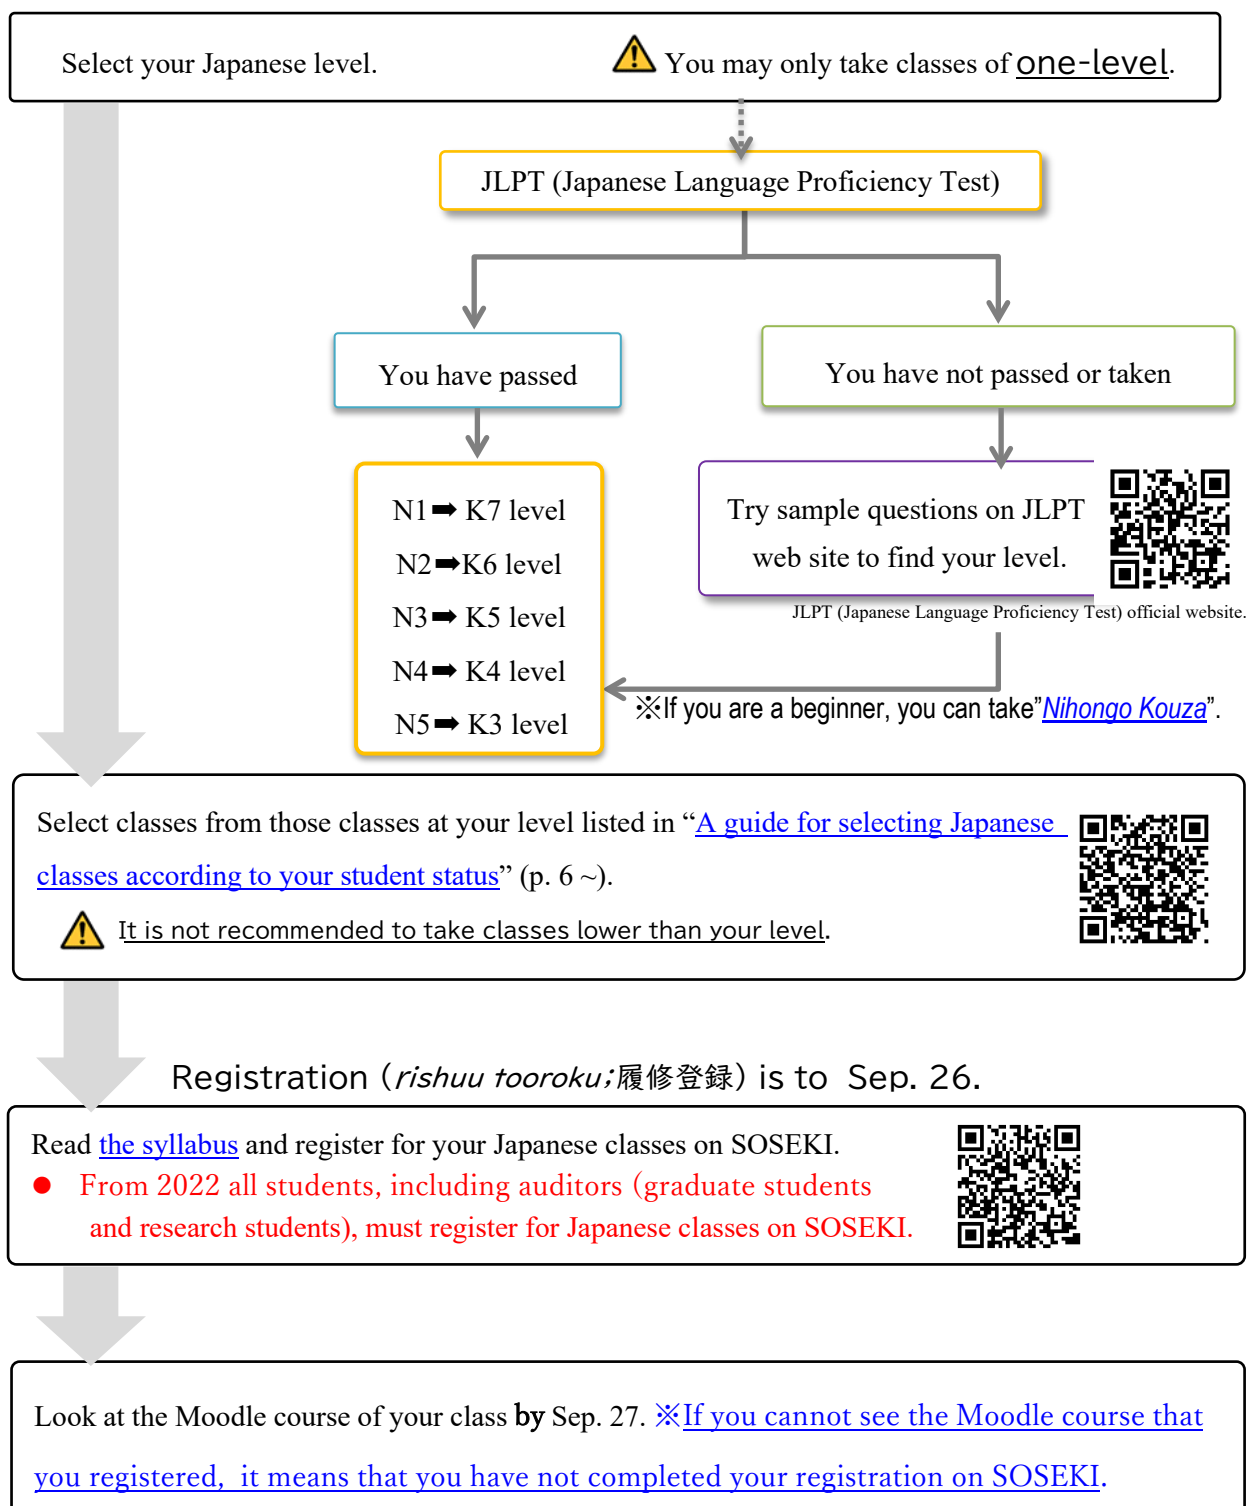 Select your Japanese level.
You may only take classes of one-level.
JLPT (Japanese Language Proficiency Test)
You have passed
You have not passed or taken
N1➡ K7 level
N2➡K6 level
N3➡ K5 level
N4➡ K4 level
N5➡ K3 level
Try sample questions on JLPT
web site to find your level.
JLPT (Japanese Language Proficiency Test) official website.
※If you are a beginner, you can take”Nihongo Kouza”.
Select classes from those classes at your level listed in “A guide for selecting Japanese
classes according to your student status” (p. 6 ~).
It is not recommended to take classes lower than your level.
Registration (rishuu tooroku;履修登録) is to Sep. 26.
Read the syllabus and register for your Japanese classes on SOSEKI.
● From 2022 all students, including auditors (graduate students
and research students), must register for Japanese classes on SOSEKI.
Look at the Moodle course of your class by Sep. 27. ※If you cannot see the Moodle course that
you registered, it means that you have not completed your registration on SOSEKI.